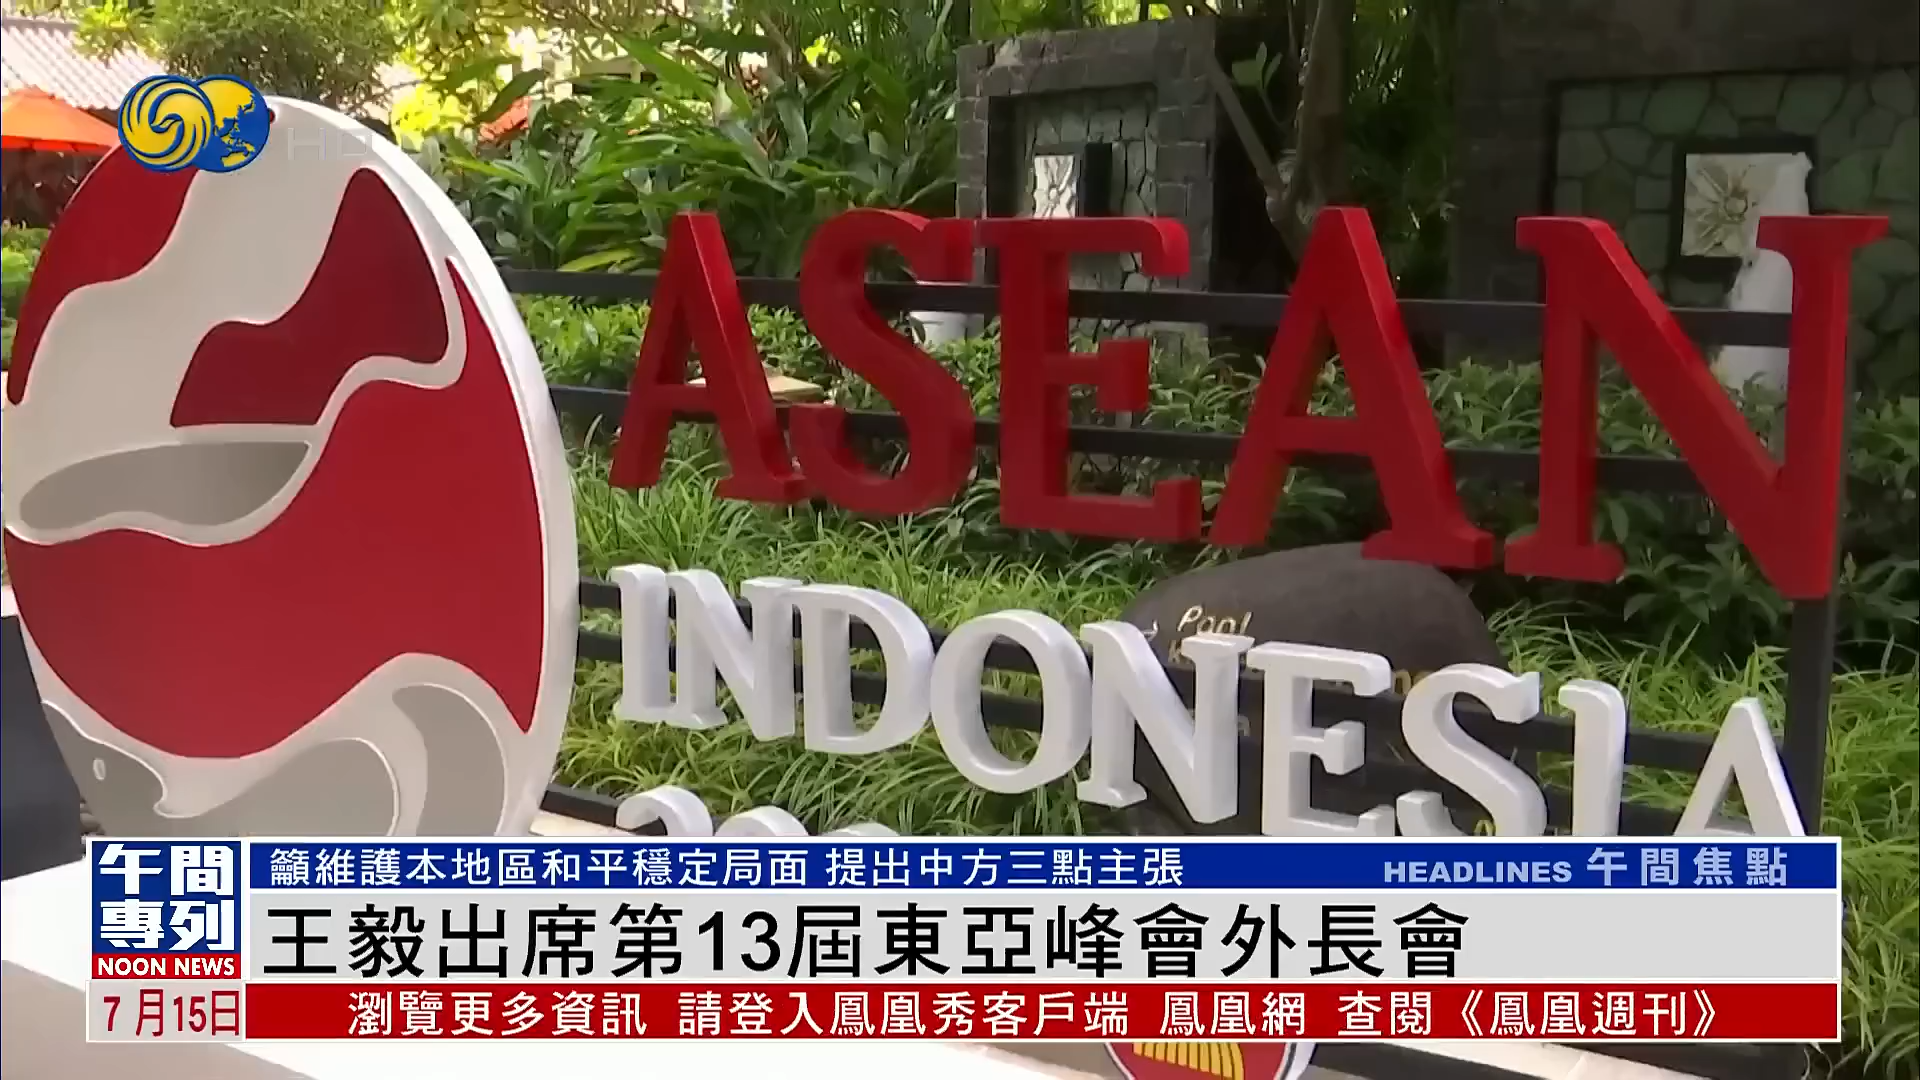 HD
ASEAN
INDONESIA
籲維護本地區和平穩定局面 提出中方三點主張
HEADLINES 午間焦點
午間專列
NOON NEWS
王毅出席第13屆東亞峰會外長會
7月15日
瀏覽更多資訊 請登入鳳凰秀客戶端 鳳凰網 查閱《鳳凰週刊》